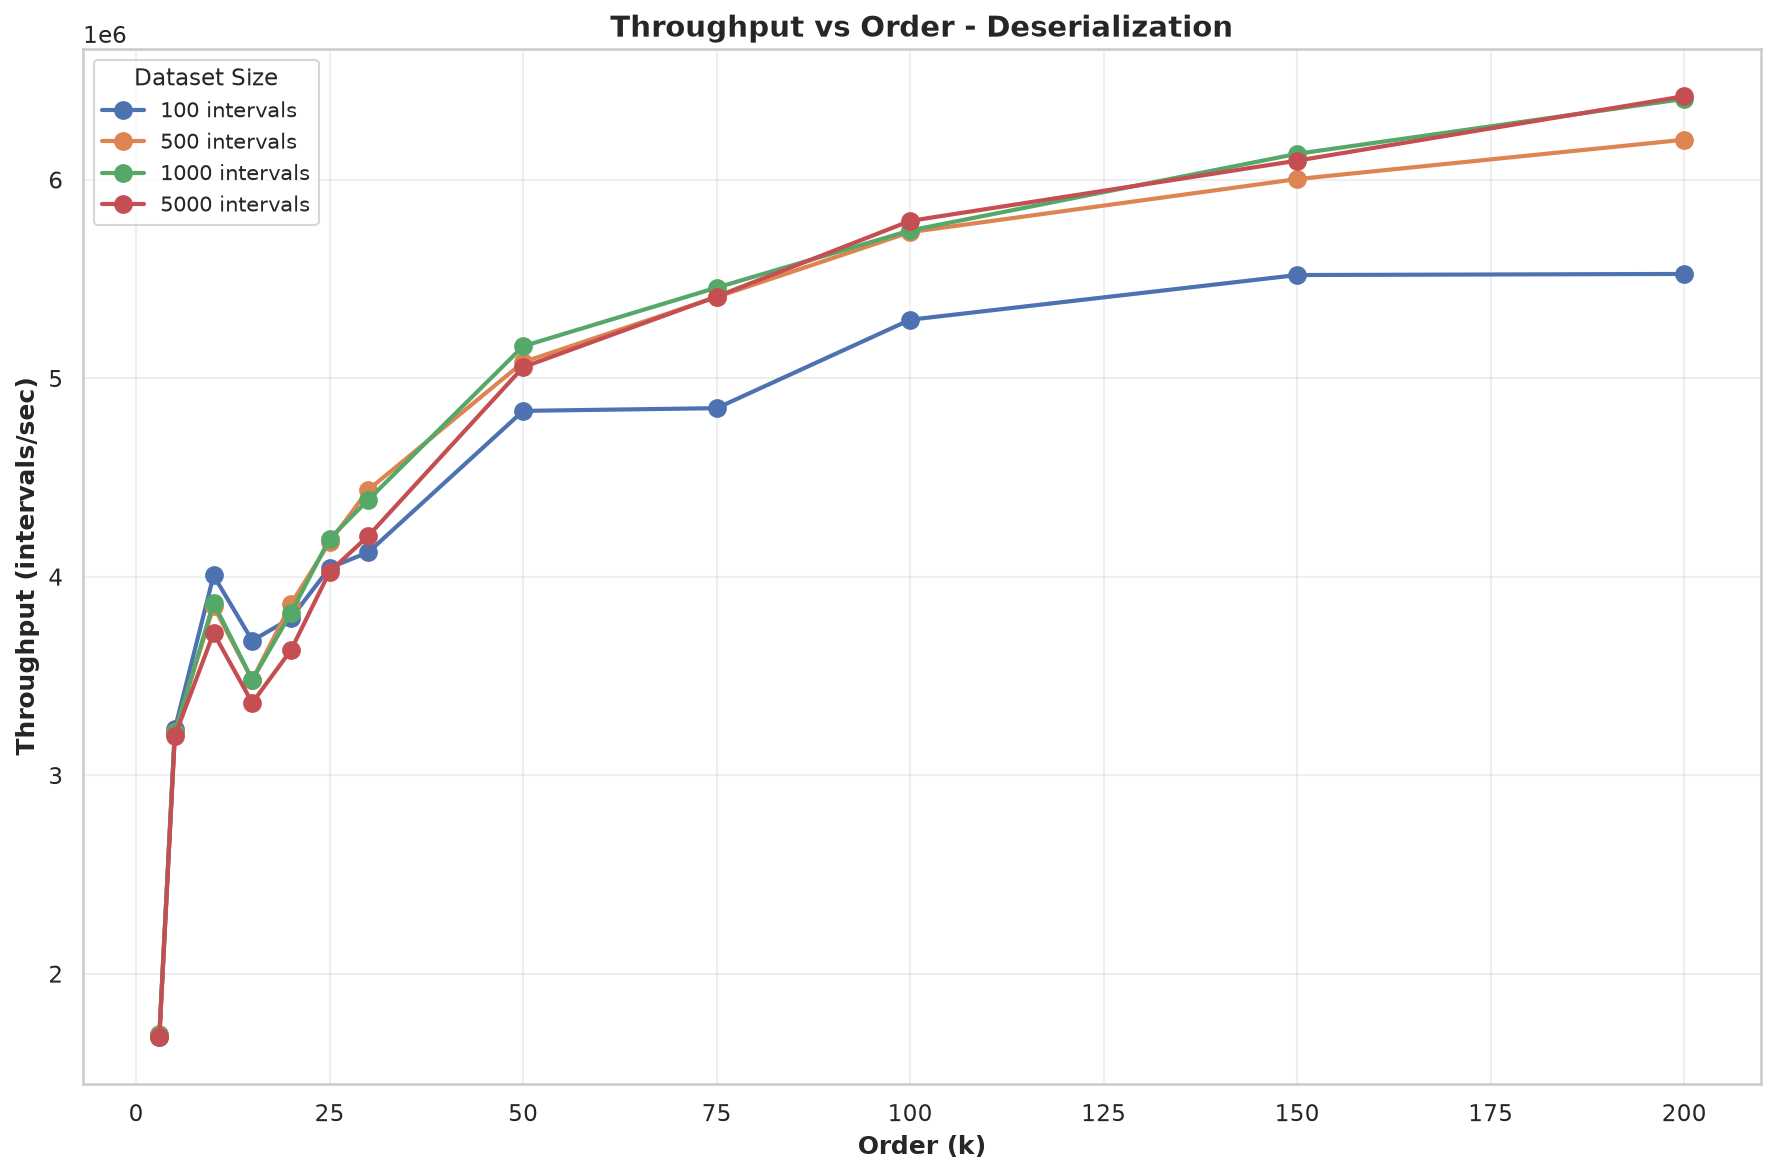 Throughput vs Order - Deserialization
1e6
Dataset Size
100 intervals
500 intervals
1000 intervals
5000 intervals
Throughput (intervals/sec)
6
5
4
3
2
0 25 50 75 100 125 150 175 200
Order (k)